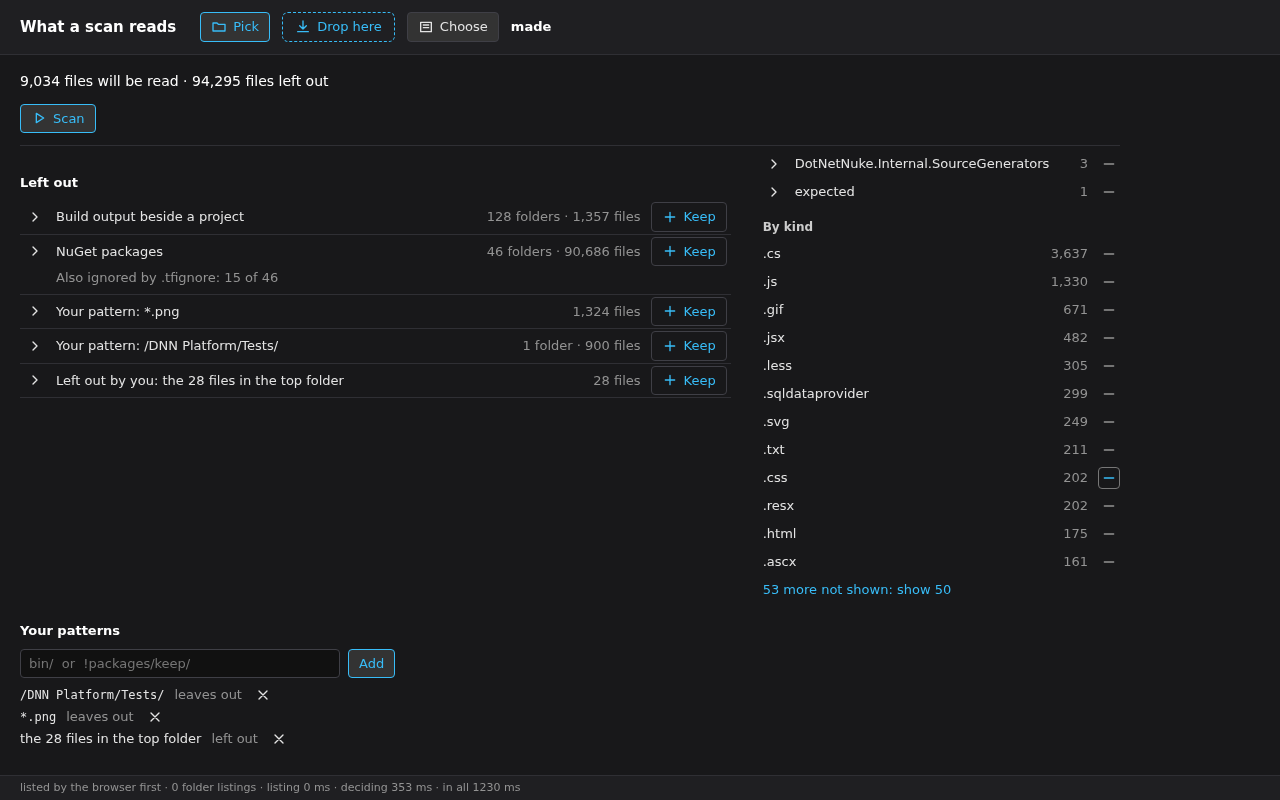 What a scan reads
Pick
Drop here
Choose
made
9,034 files will be read · 94,295 files left out
Scan
Left out
Build output beside a project 128 folders · 1,357 files Keep
NuGet packages 46 folders · 90,686 files Keep
Also ignored by .tfignore: 15 of 46
Your pattern: *.png 1,324 files Keep
Your pattern: /DNN Platform/Tests/ 1 folder · 900 files Keep
Left out by you: the 28 files in the top folder 28 files Keep
DotNetNuke.Internal.SourceGenerators 3
expected 1
By kind
.cs 3,637
.js 1,330
.gif 671
.jsx 482
.less 305
.sqldataprovider 299
.svg 249
.txt 211
.css 202
.resx 202
.html 175
.ascx 161
53 more not shown: show 50
Your patterns
bin/ or !packages/keep/ Add
/DNN Platform/Tests/ leaves out
*.png leaves out
the 28 files in the top folder left out
listed by the browser first · 0 folder listings · listing 0 ms · deciding 353 ms · in all 1230 ms